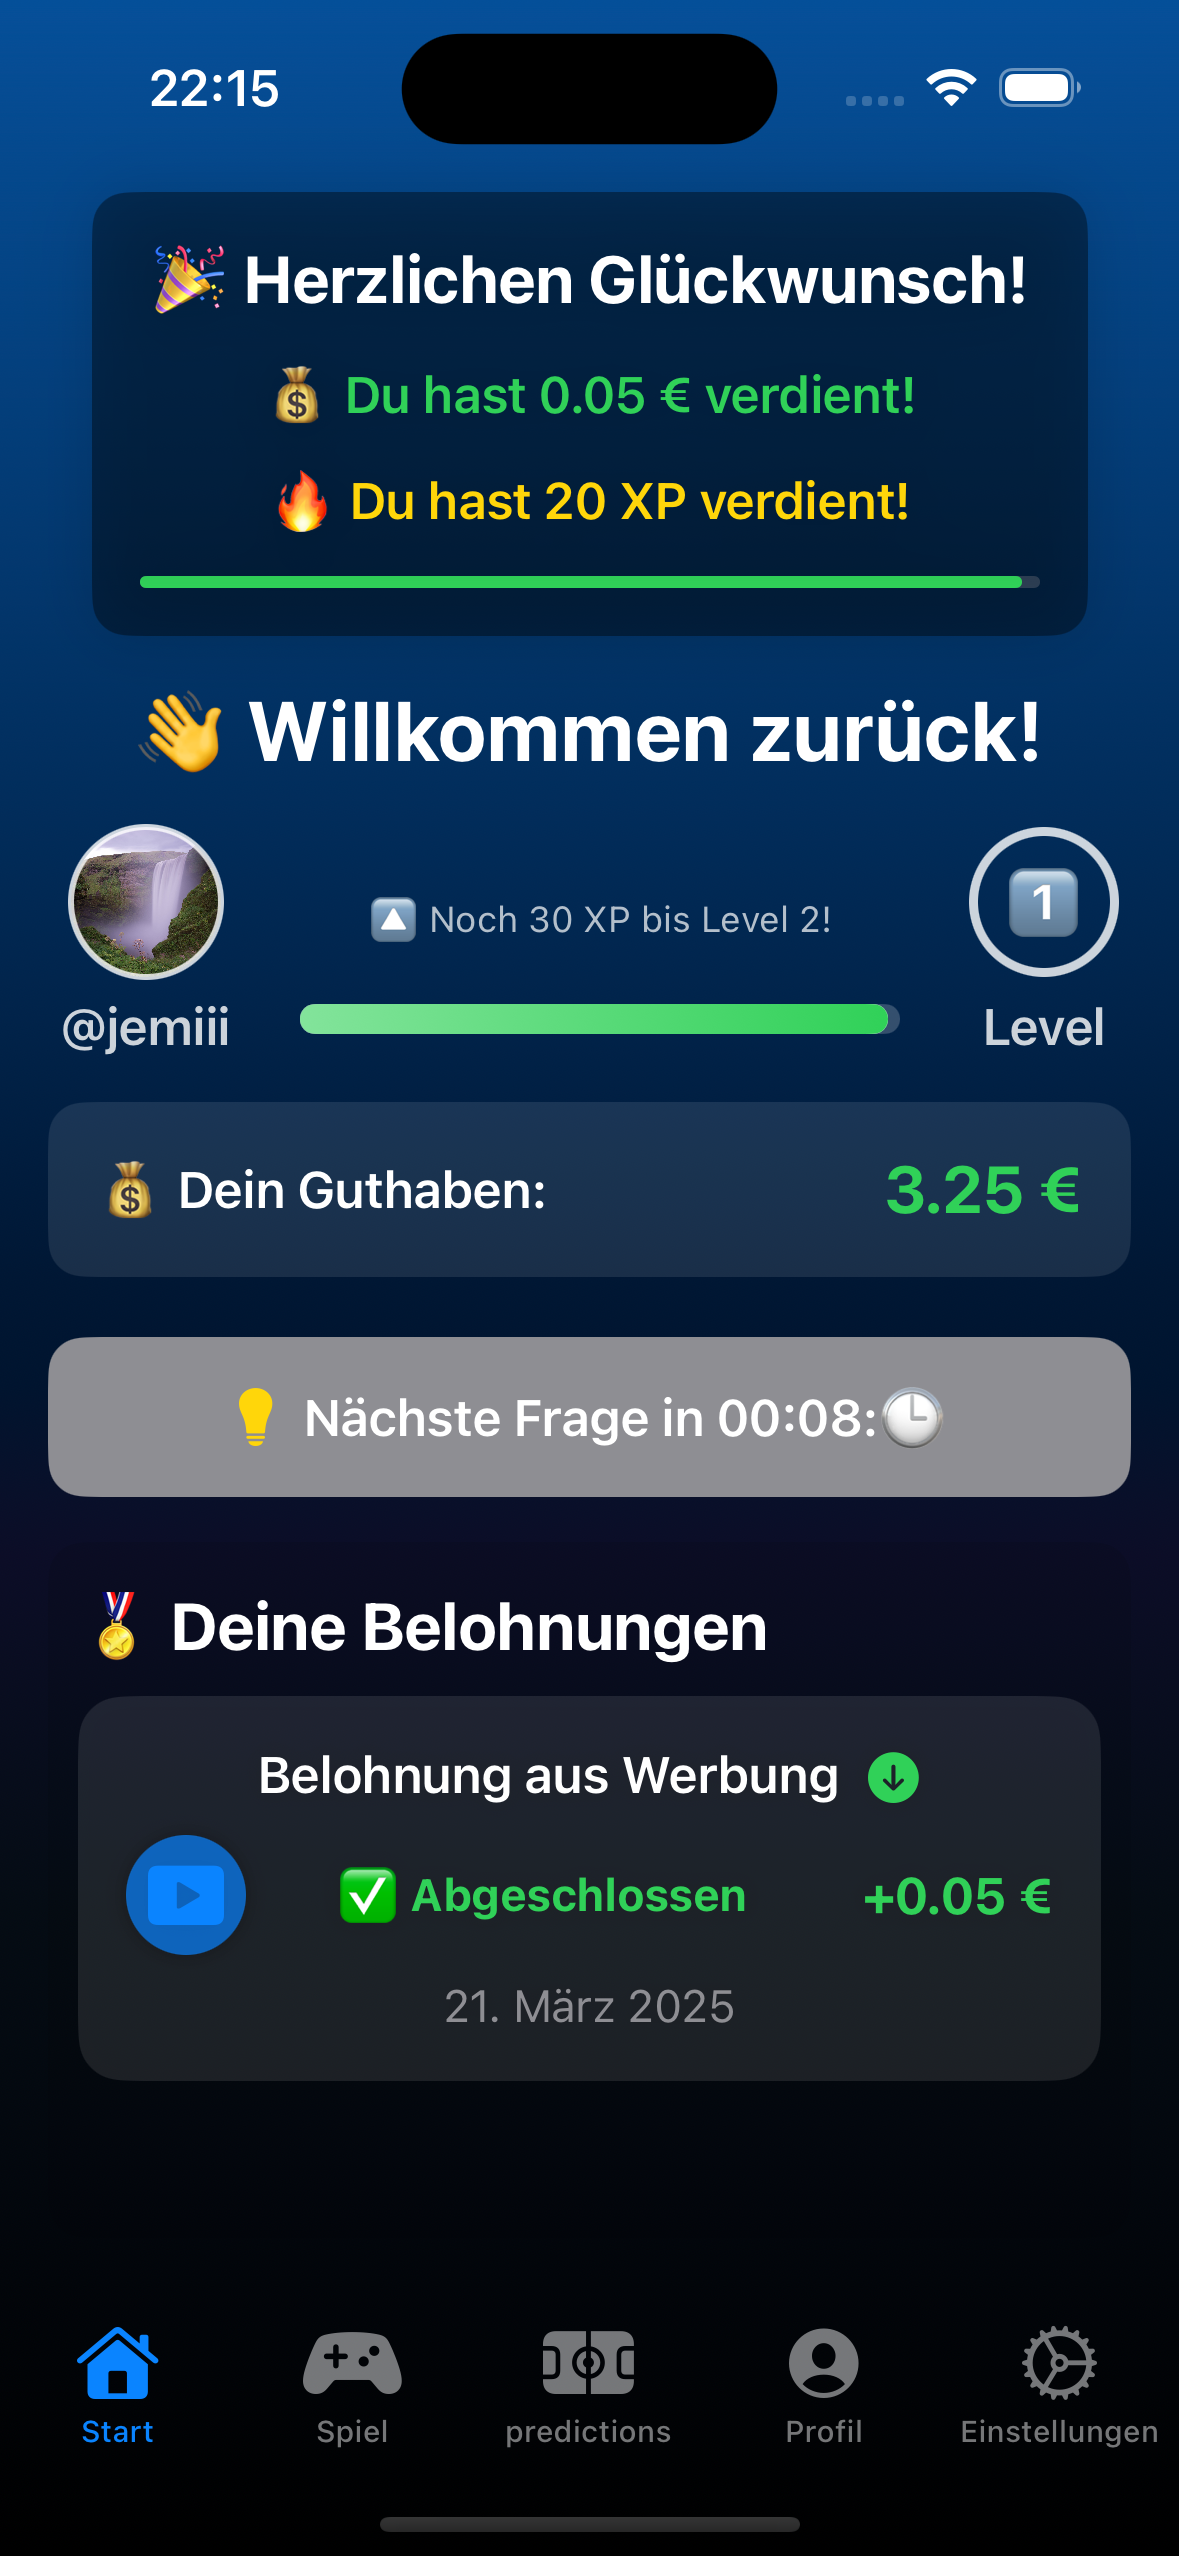 22:15
🎉 Herzlichen Glückwunsch!
💰 Du hast 0.05 € verdient!
🔥 Du hast 20 XP verdient!
👋 Willkommen zurück!
🔼 Noch 30 XP bis Level 2!
1️⃣
@jemiii
Level
💰 Dein Guthaben: 3.25 €
💡 Nächste Frage in 00:08:🕒
🏅 Deine Belohnungen
Belohnung aus Werbung
✅ Abgeschlossen +0.05 €
21. März 2025
Start Spiel predictions Profil Einstellungen